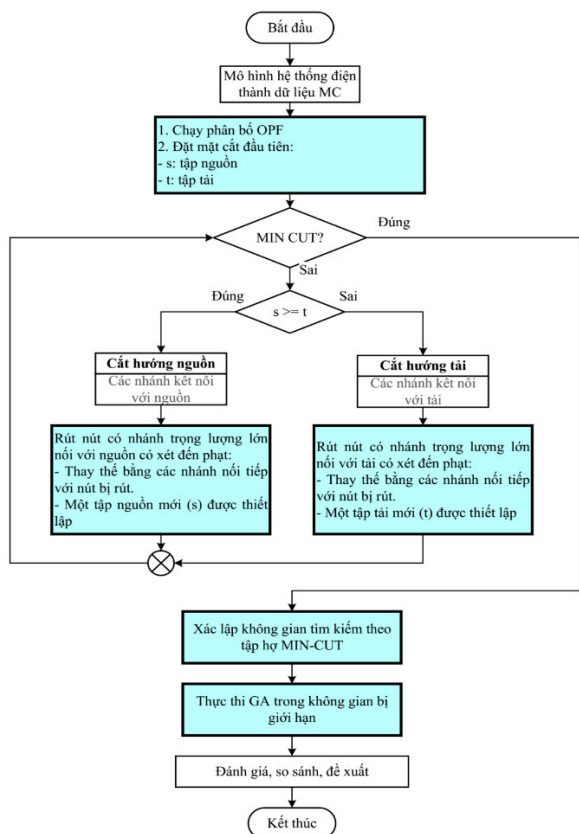 Bắt đầu
Mô hình hệ thống điện
thành dữ liệu MC
1. Chạy phân bố OPF
2. Đặt mặt cắt đầu tiên:
- s: tập nguồn
- t: tập tải
Đúng
MIN CUT?
Sai
Đúng
Sai
s >= t
Cắt hướng nguồn
Các nhánh kết nối
với nguồn
Cắt hướng tải
Các nhánh kết nối
với tải
Rút nút có nhánh trọng lượng lớn
nối với nguồn có xét đến phạt:
- Thay thế bằng các nhánh nối tiếp
với nút bị rút.
- Một tập nguồn mới (s) được thiết
lập
Rút nút có nhánh trọng lượng lớn
nối với tải có xét đến phạt:
- Thay thế bằng các nhánh nối tiếp
với nút bị rút.
- Một tập tải mới (t) được thiết
lập
Xác lập không gian tìm kiếm theo
tập hợ MIN-CUT
Thực thi GA trong không gian bị
giới hạn
Đánh giá, so sánh, đề xuất
Kết thúc